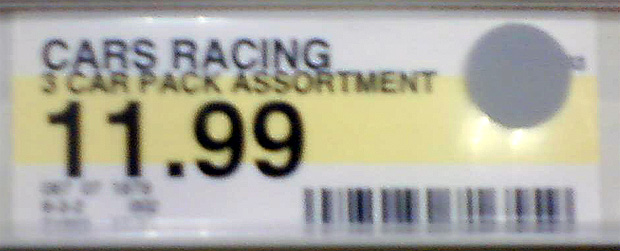 CARS RACING
3 CAR PACK ASSORTMENT
11.99